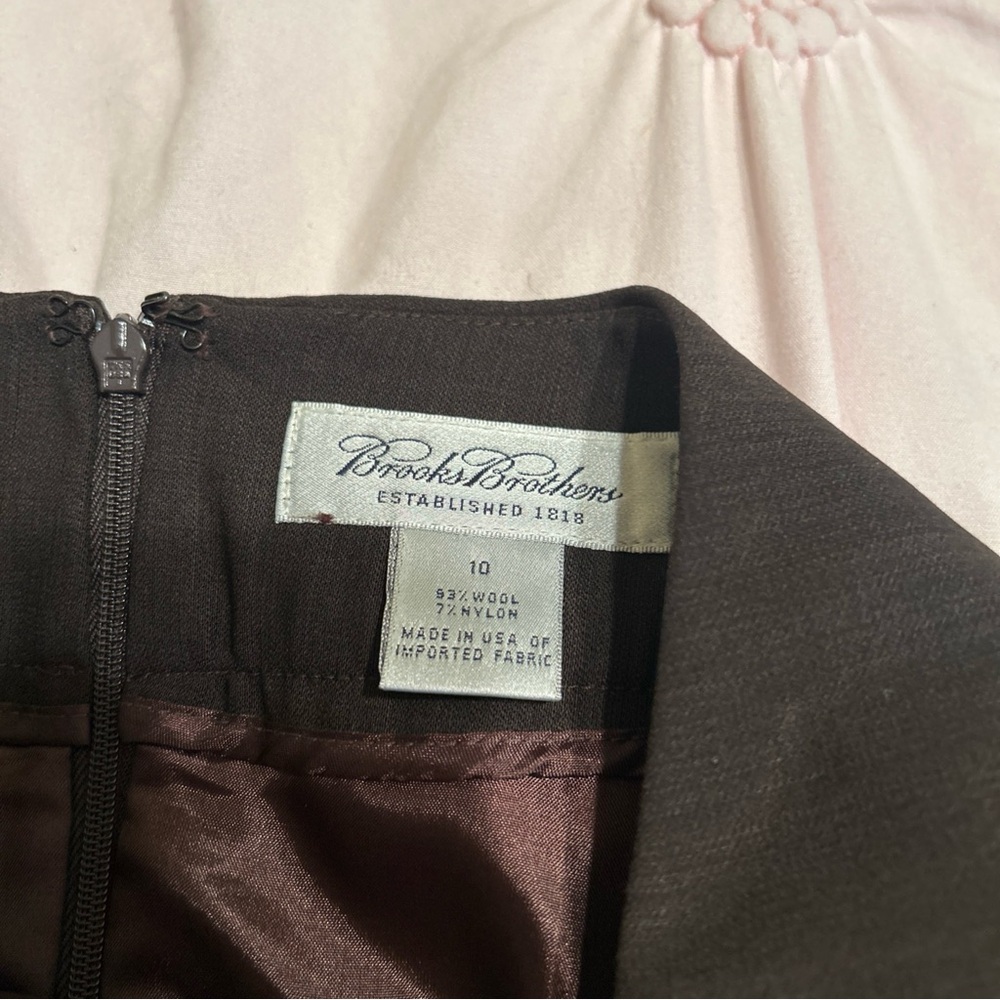 Brooks Brothers
ESTABLISHED 1818
10
93% WOOL
7% NYLON
MADE IN USA OF
IMPORTED FABRIC